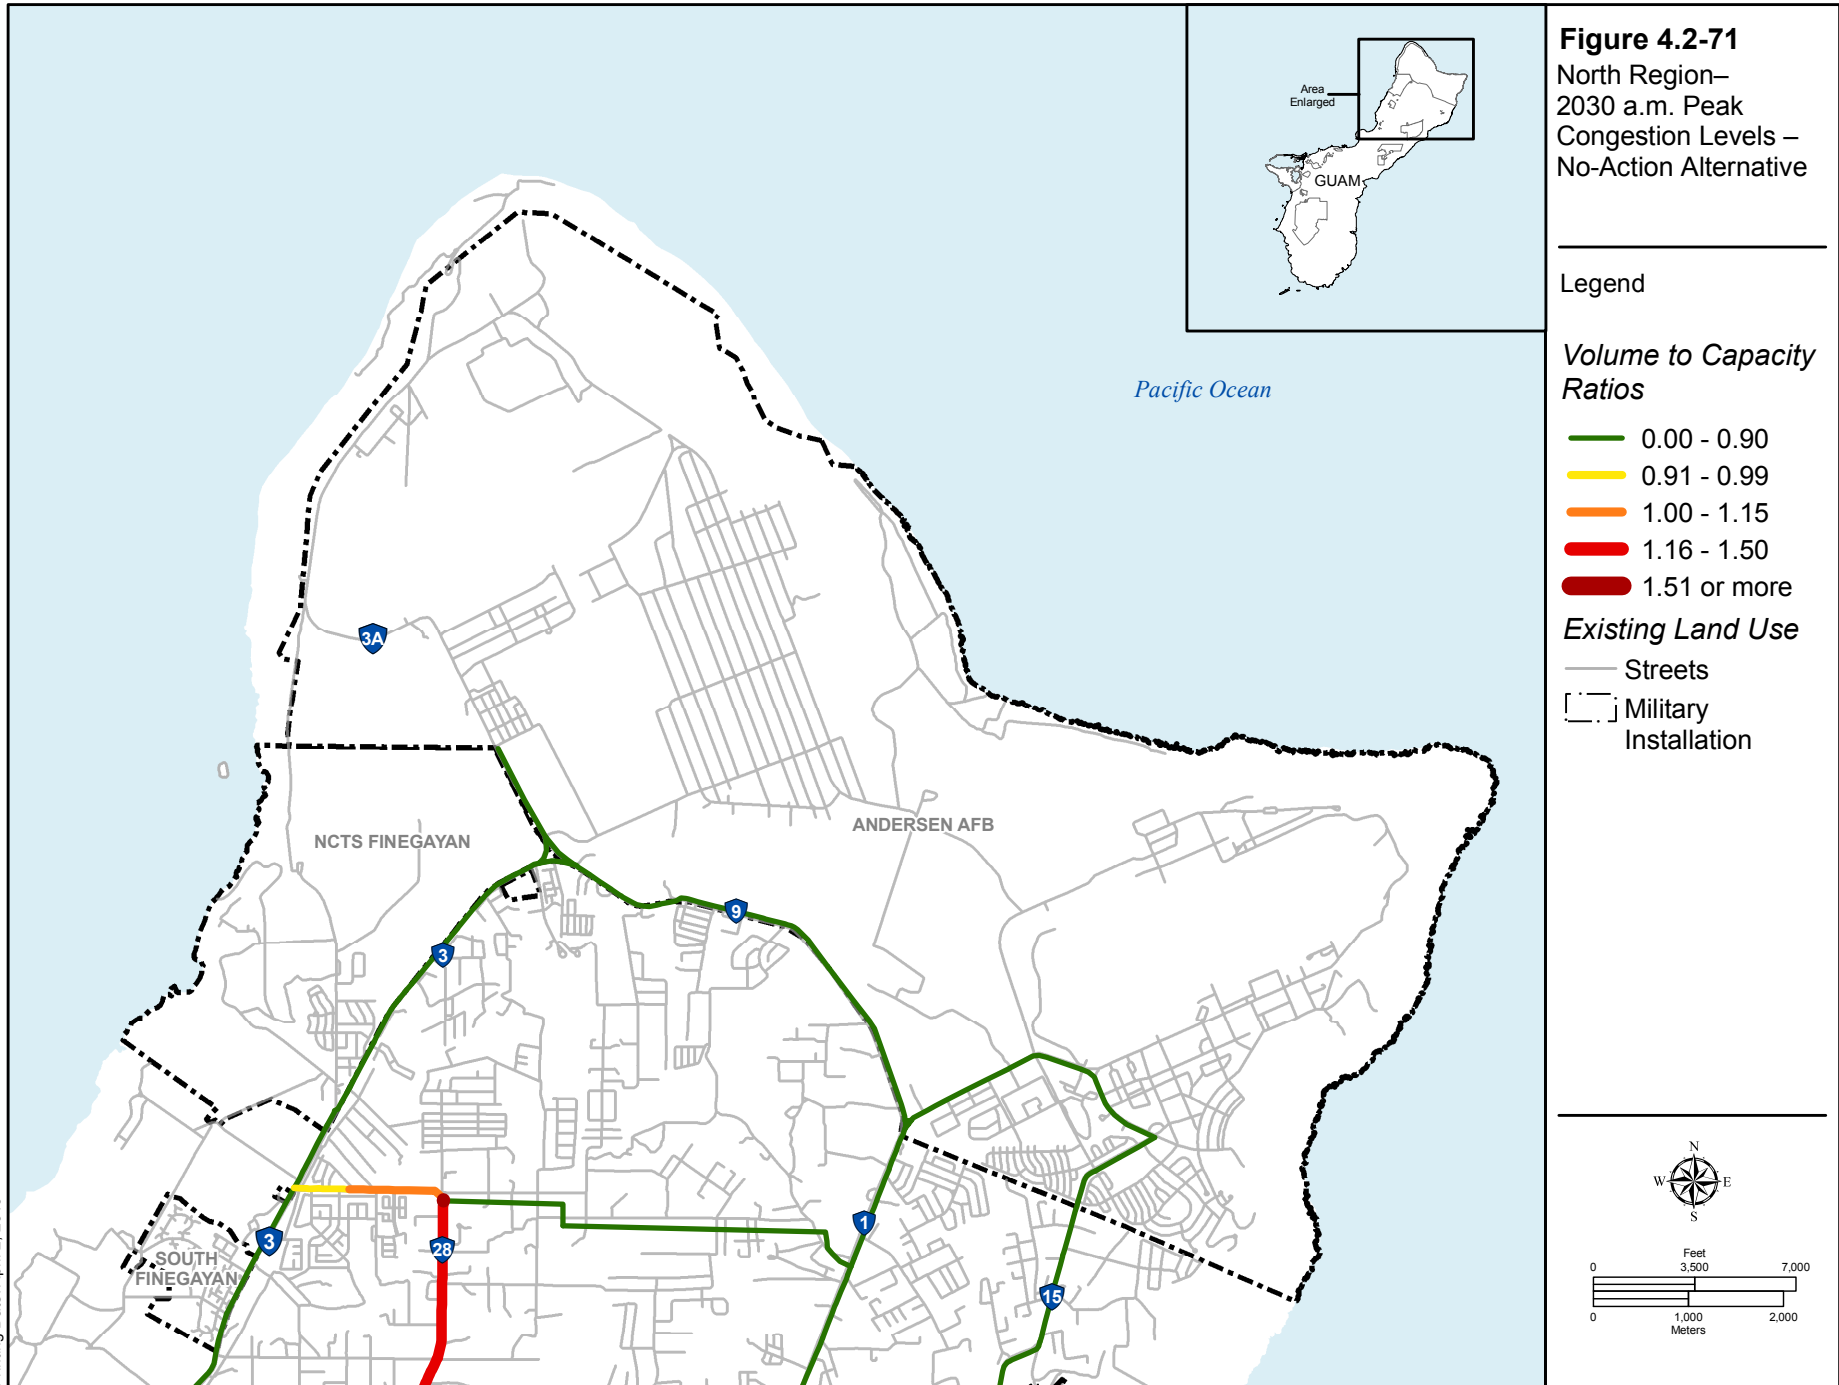 Figure 4.2-71
North Region–
2030 a.m. Peak
Congestion Levels –
No-Action Alternative
Legend
Volume to Capacity
Ratios
0.00 - 0.90
0.91 - 0.99
1.00 - 1.15
1.16 - 1.50
1.51 or more
Existing Land Use
Streets
Military
Installation
N
W
E
S
Feet
0
3,500
7,000
0
1,000
2,000
Meters
Area
Enlarged
GUAM
Pacific Ocean
3A
NCTS FINEGAYAN
ANDERSEN AFB
9
3
1
3
28
15
SOUTH
FINEGAYAN